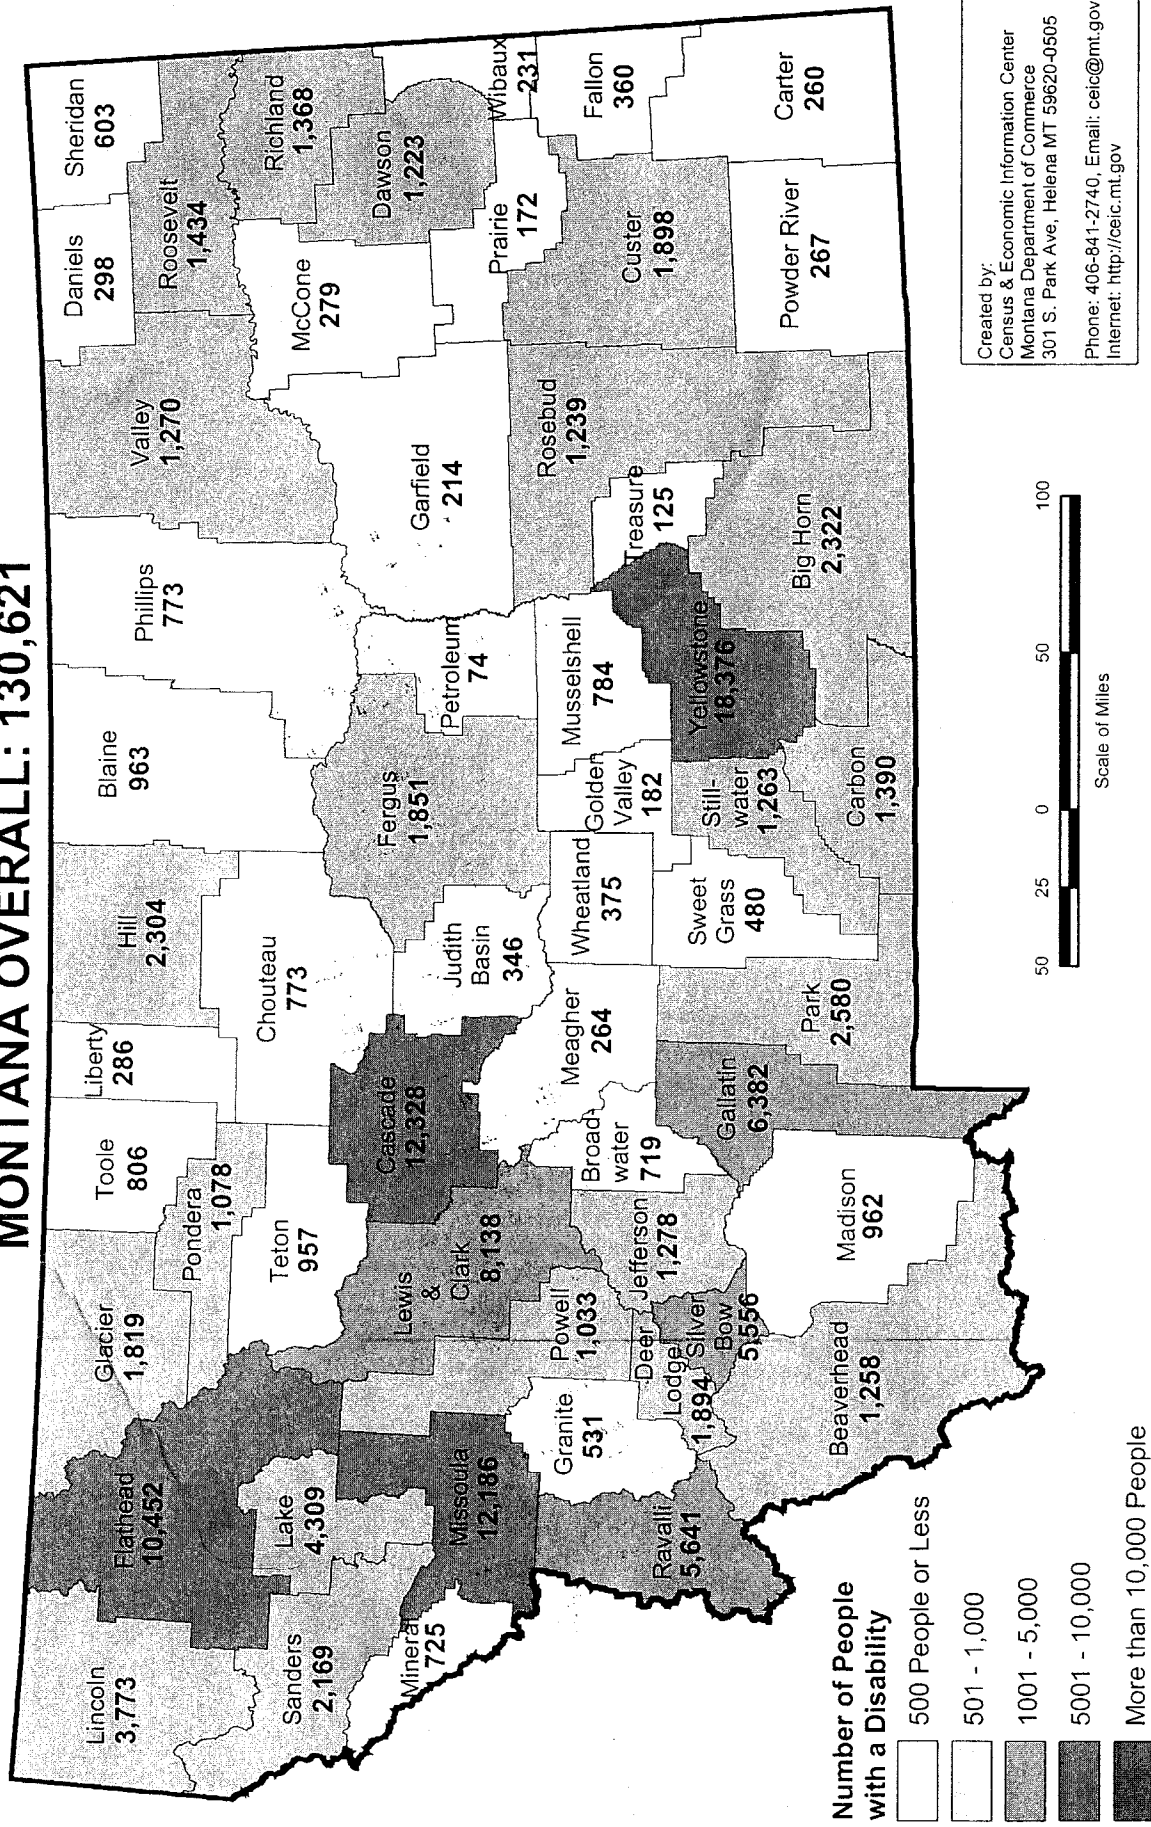 MONTANA OVERALL: 130,621
Lincoln
3,773
Flathead
10,452
Glacier
1,819
Toole
806
Liberty
286
Hill
2,304
Blaine
963
Phillips
773
Valley
1,270
Daniels
298
Sheridan
603
Roosevelt
1,434
Sanders
2,169
Lake
4,309
Pondera
1,078
Teton
957
Chouteau
773
McCone
279
Richland
1,368
Mineral
725
Missoula
12,186
Lewis
&
Clark
8,138
Cascade
12,328
Judith
Basin
346
Fergus
1,851
Petroleum
74
Garfield
214
Dawson
1,223
Prairie
172
Wibaux
231
Powell
1,033
Granite
531
Meagher
264
Broad-
water
719
Wheatland
375
Golden
Valley
182
Musselshell
784
Rosebud
1,239
Treasure
125
Custer
1,898
Fallon
360
Ravalli
5,641
Deer
Lodge
1,894
Silver
Bow
5,556
Jefferson
1,278
Gallatin
6,382
Park
2,580
Sweet
Grass
480
Still-
water
1,263
Yellowstone
18,376
Big Horn
2,322
Powder River
267
Carter
260
Beaverhead
1,258
Madison
962
Carbon
1,390
Number of People
with a Disability
500 People or Less
501 - 1,000
1001 - 5,000
5001 - 10,000
More than 10,000 People
50 25 0 50 100
Scale of Miles
Created by:
Census & Economic Information Center
Montana Department of Commerce
301 S. Park Ave, Helena MT 59620-0505
Phone: 406-841-2740, Email: ceic@mt.gov
Internet: http://ceic.mt.gov